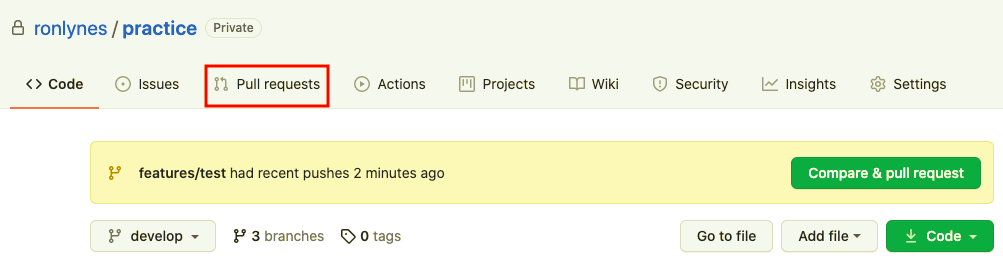 ronlynes / practice Private
Code Issues Pull requests Actions Projects Wiki Security Insights Settings
features/test had recent pushes 2 minutes ago Compare & pull request
develop 3 branches 0 tags Go to file Add file Code